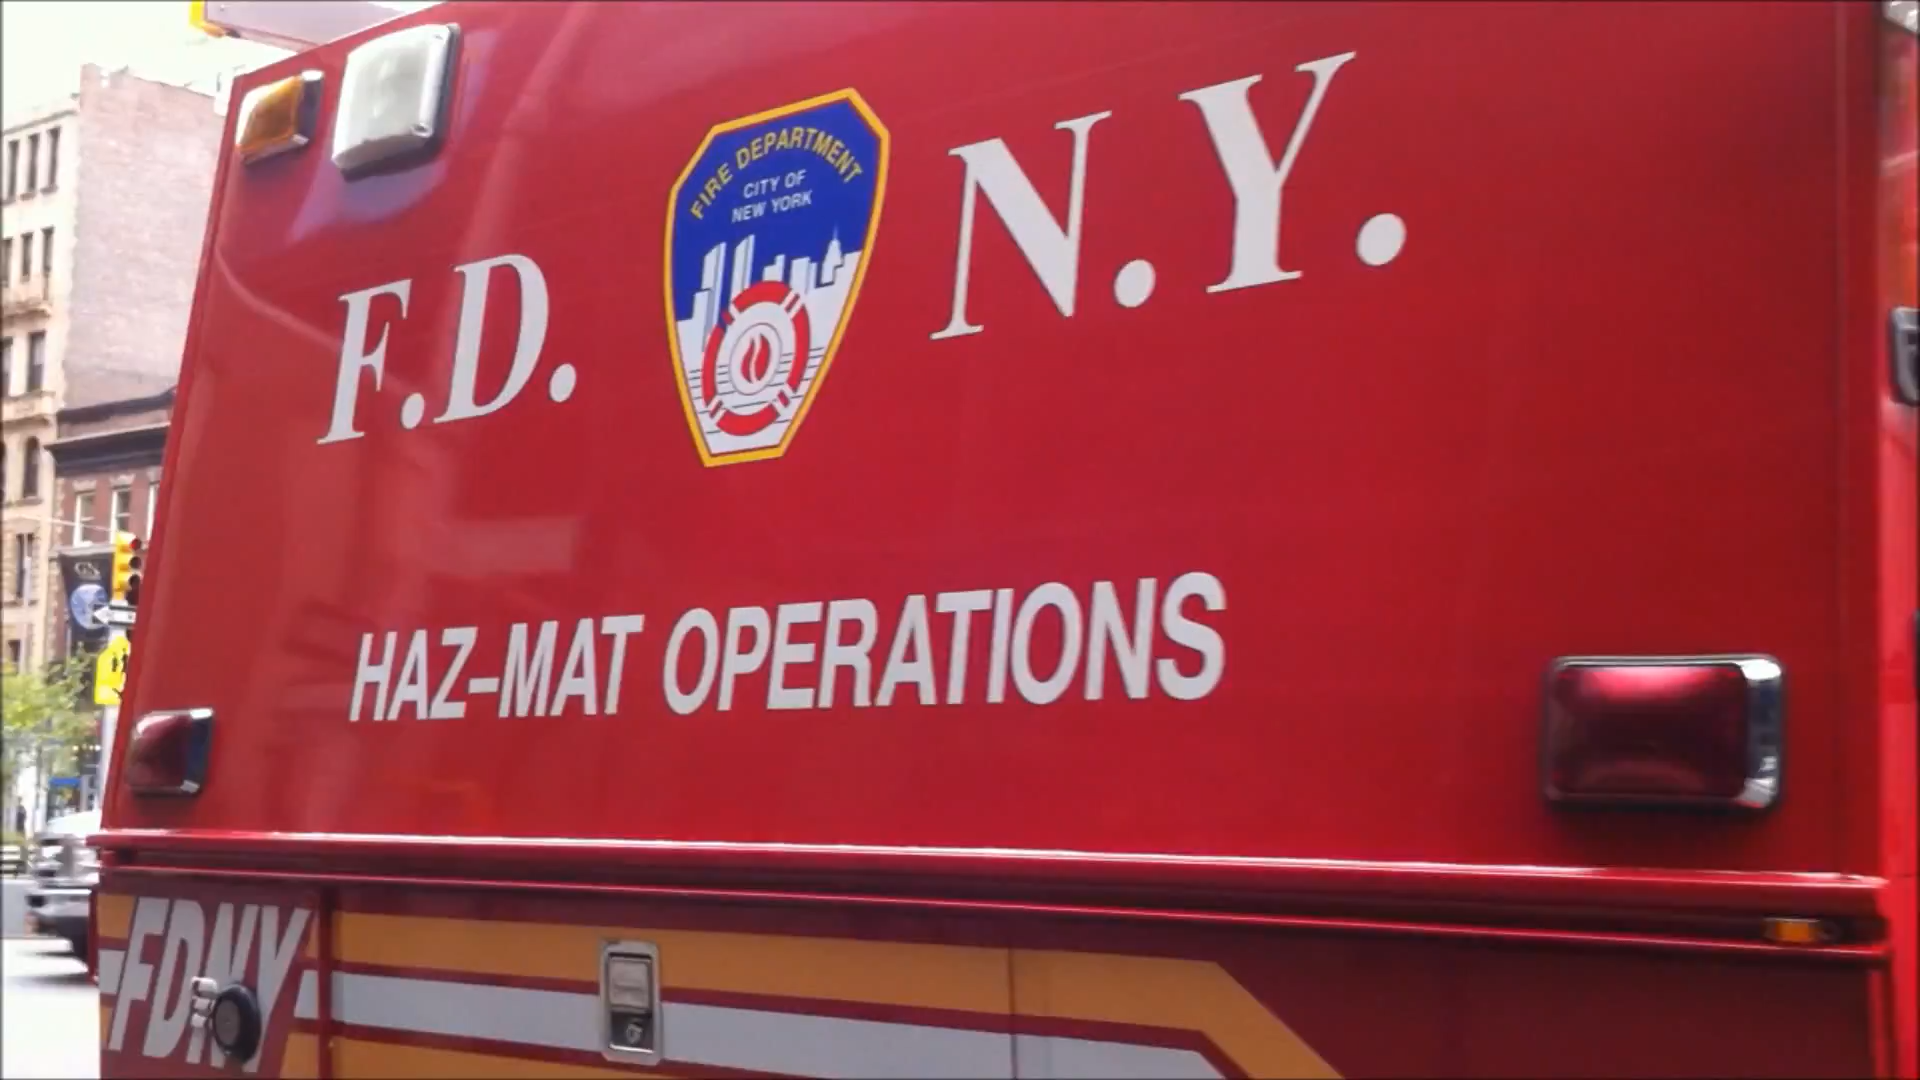 F.D.
FIRE DEPARTMENT
CITY OF
NEW YORK
N.Y.
HAZ-MAT OPERATIONS
FDNY